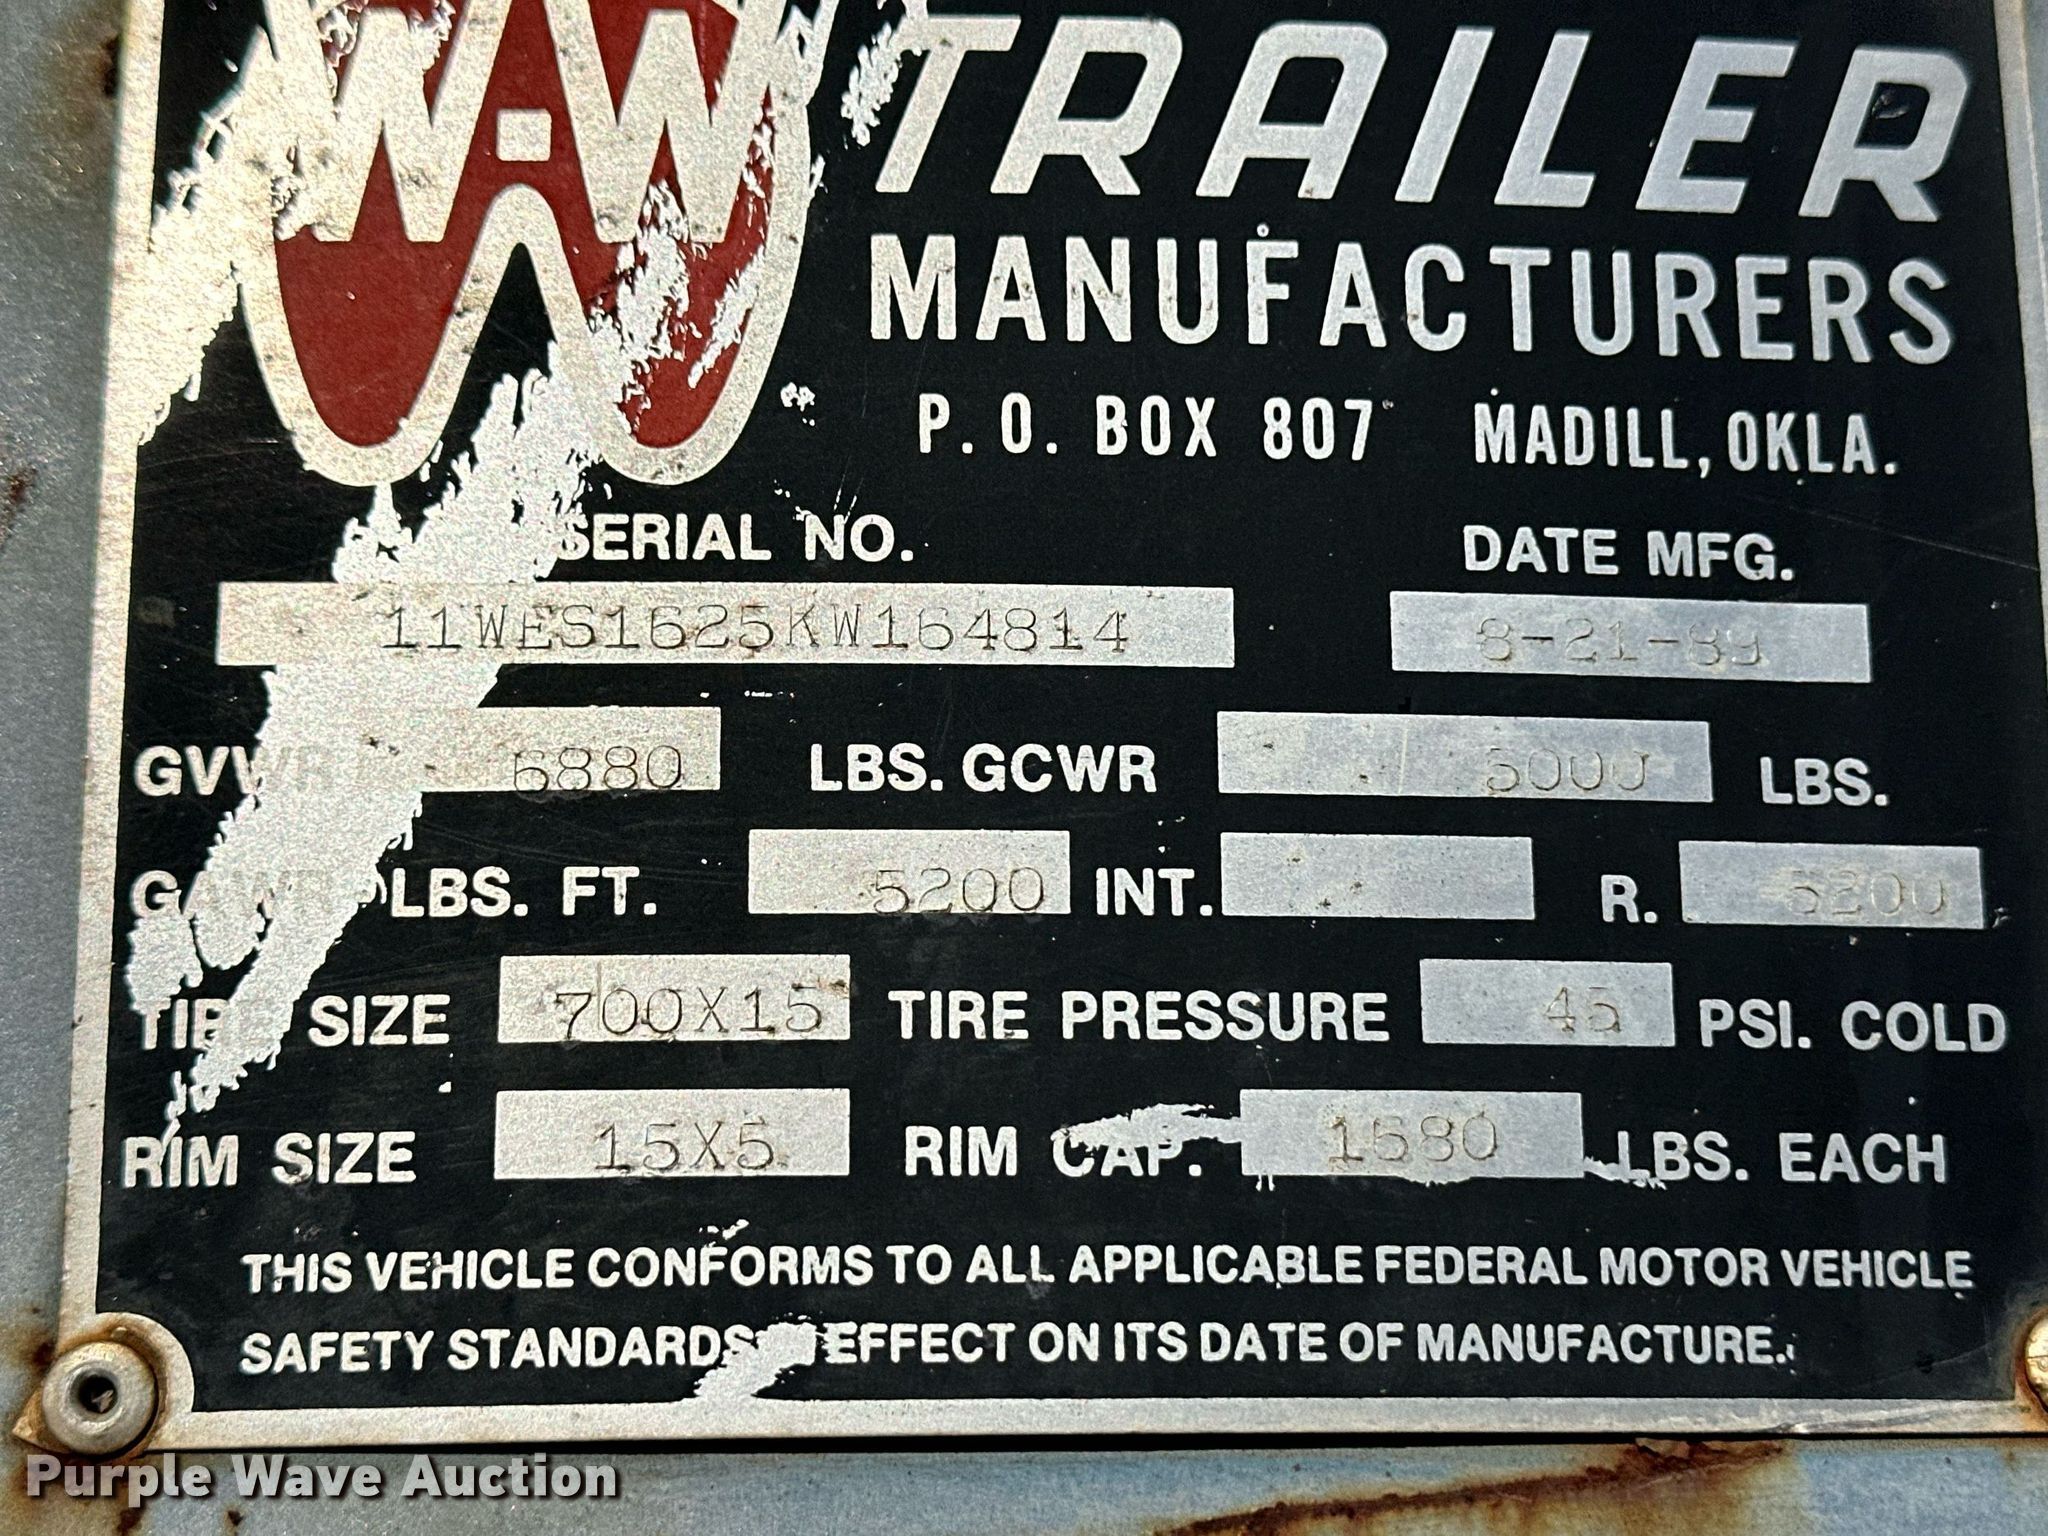 W·W TRAILER
MANUFACTURERS
P. O. BOX 807 MADILL, OKLA.
SERIAL NO. DATE MFG.
11WES1625KW164814 8-21-89
GVWR 6880 LBS. GCWR 5000 LBS.
GAWR LBS. FT. 5200 INT. R. 5200
TIRE SIZE 700X15 TIRE PRESSURE 45 PSI. COLD
RIM SIZE 15X5 RIM CAP. 1680 LBS. EACH
THIS VEHICLE CONFORMS TO ALL APPLICABLE FEDERAL MOTOR VEHICLE
SAFETY STANDARDS EFFECT ON ITS DATE OF MANUFACTURE.
Purple Wave Auction